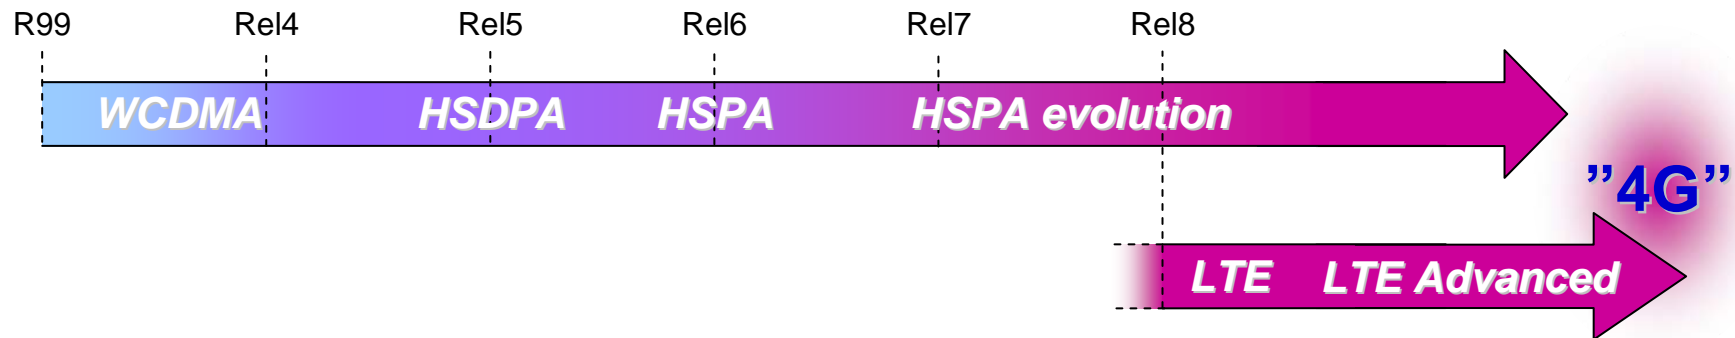 R99 Rel4 Rel5 Rel6 Rel7 Rel8
WCDMA HSDPA HSPA HSPA evolution
”4G”
LTE LTE Advanced